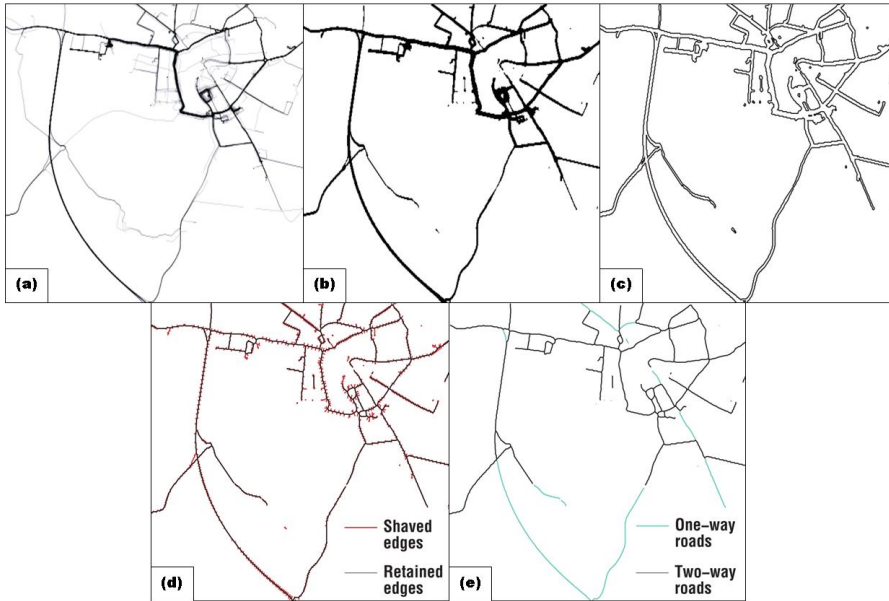 (a)
(b)
(c)
Shaved
edges
Retained
edges
(d)
One-way
roads
Two-way
roads
(e)